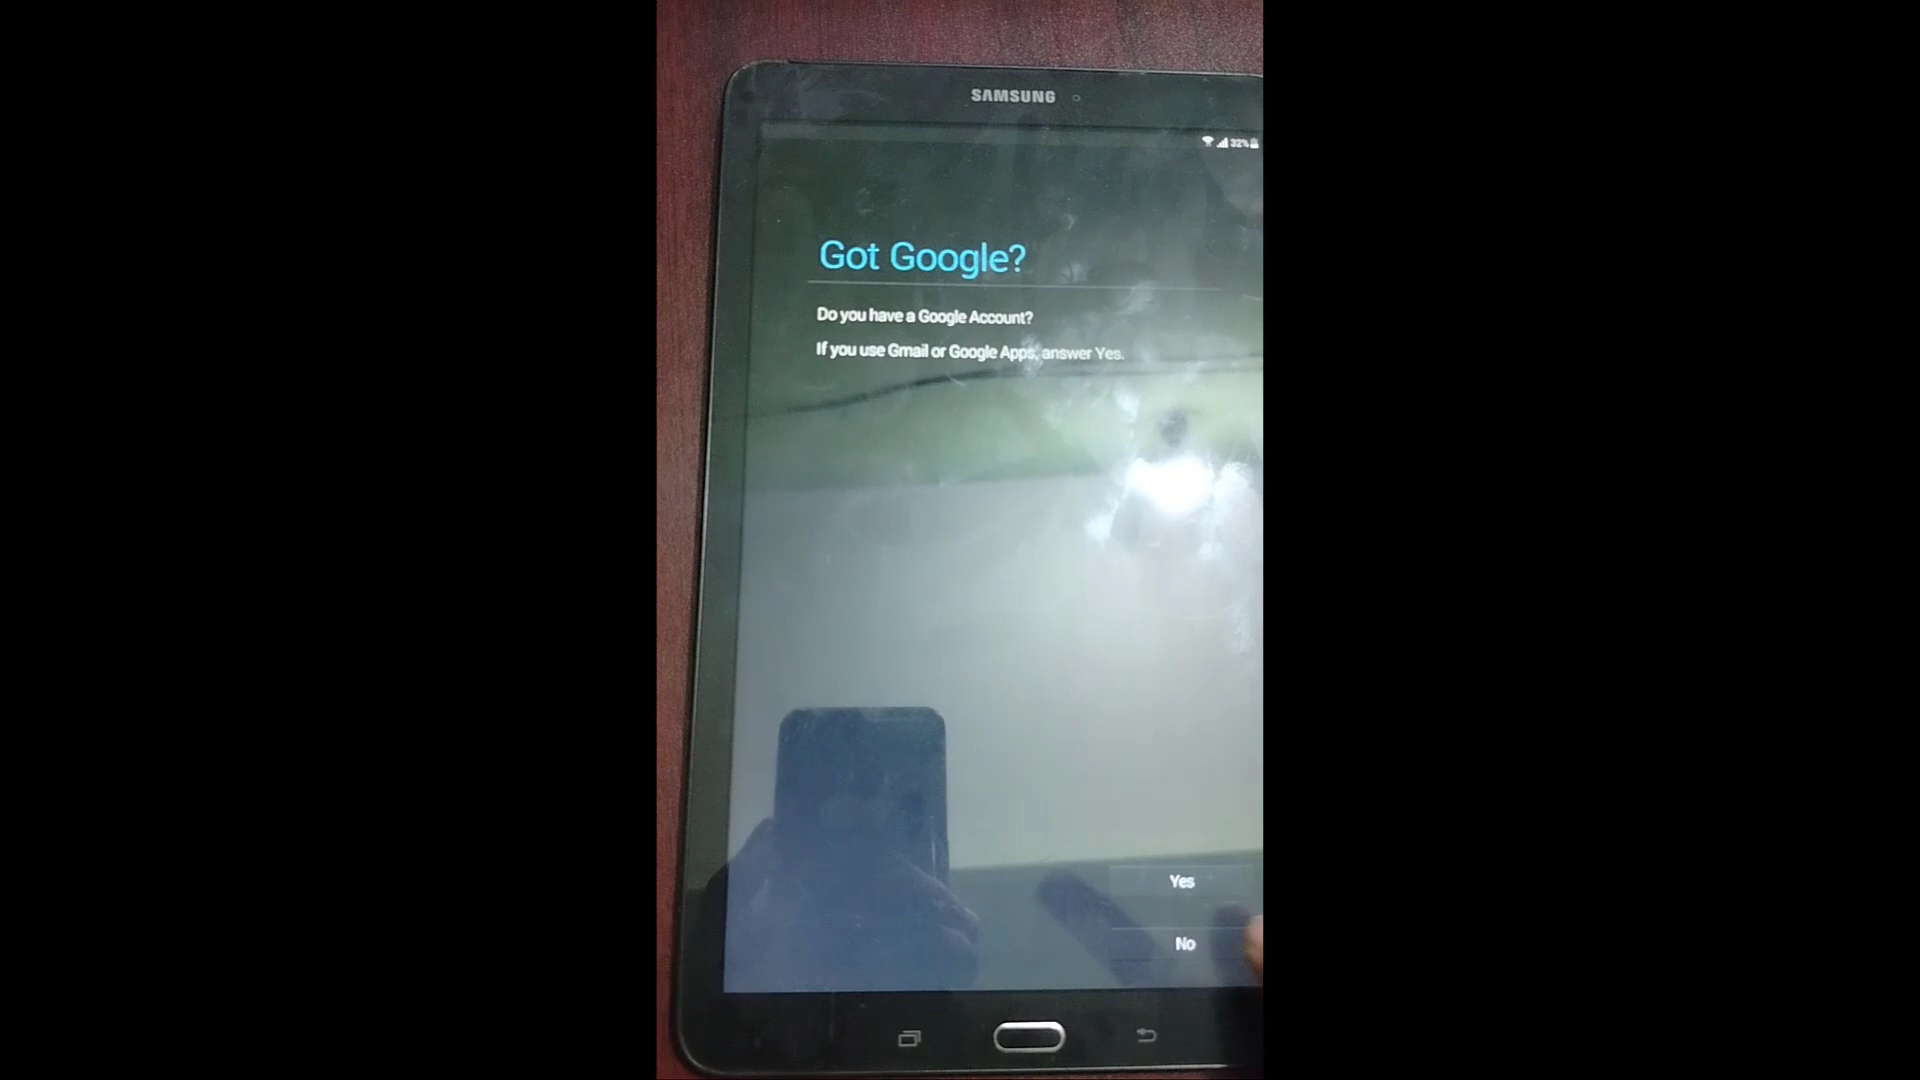 SAMSUNG
32%
Got Google?
Do you have a Google Account?
If you use Gmail or Google Apps, answer Yes.
Yes
No